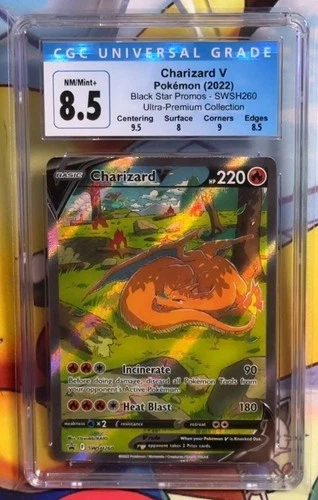 CGC UNIVERSAL GRADE
NM/Mint+
8.5
Charizard V
Pokémon (2022)
Black Star Promos - SWSH260
Ultra-Premium Collection
Centering Surface Corners Edges
9.5 8 9 8.5
BASIC Charizard HP 220
Incinerate 90
Before doing damage, discard all Pokémon Tools from
your opponent's Active Pokémon.
Heat Blast 180
weakness ×2 resistance retreat
V rule
When your Pokémon V is Knocked Out,
opponent takes 2 Prize cards.